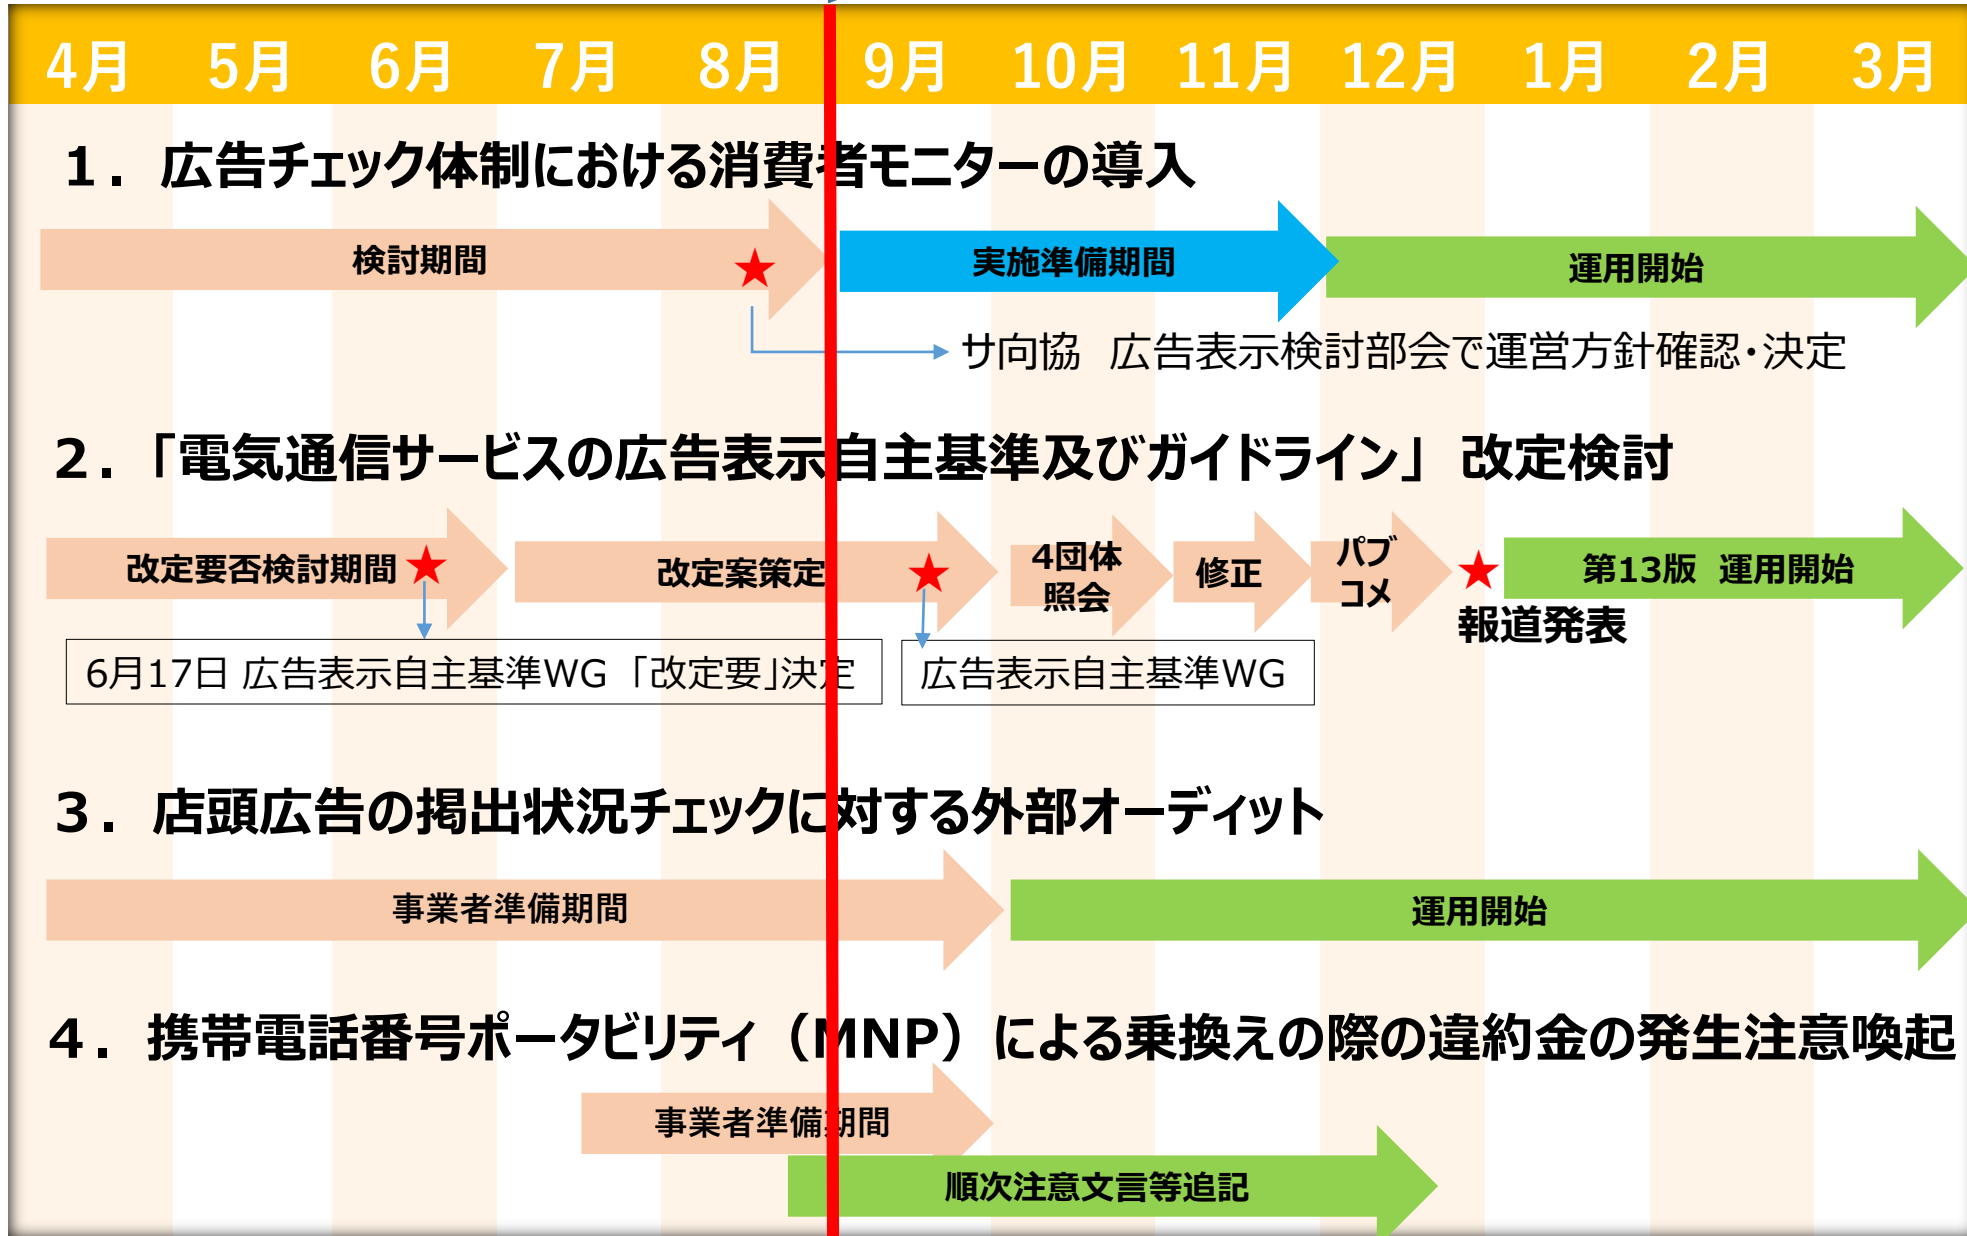 4月 5月 6月 7月 8月 9月 10月 11月 12月 1月 2月 3月
１．広告チェック体制における消費者モニターの導入
検討期間 ★ 実施準備期間 運用開始
サ向協　広告表示検討部会で運営方針確認・決定
２．「電気通信サービスの広告表示自主基準及びガイドライン」 改定検討
改定要否検討期間 ★ 改定案策定 ★ 4団体
照会 修正 パブ
コメ ★ 第13版 運用開始
報道発表
6月17日 広告表示自主基準WG「改定要」決定
広告表示自主基準WG
３．店頭広告の掲出状況チェックに対する外部オーディット
事業者準備期間 運用開始
４．携帯電話番号ポータビリティ（MNP）による乗換えの際の違約金の発生注意喚起
事業者準備期間
順次注意文言等追記